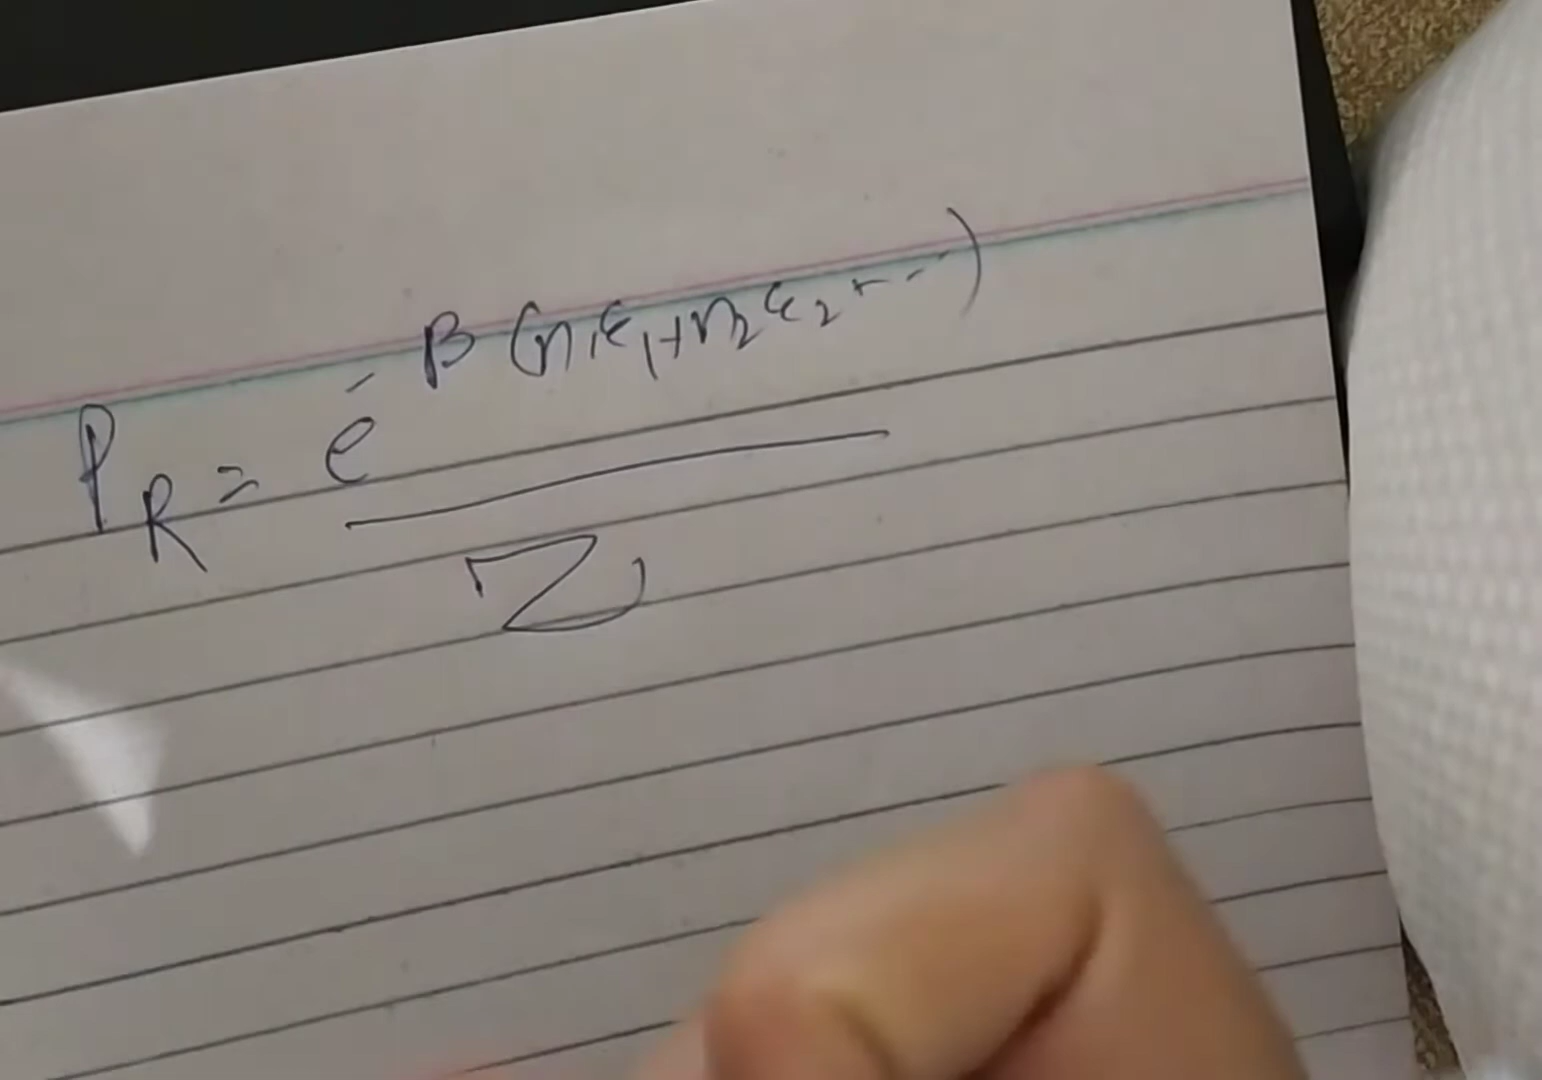 P_R = e^{-β(n_1ε_1+n_2ε_2+---)}
Z